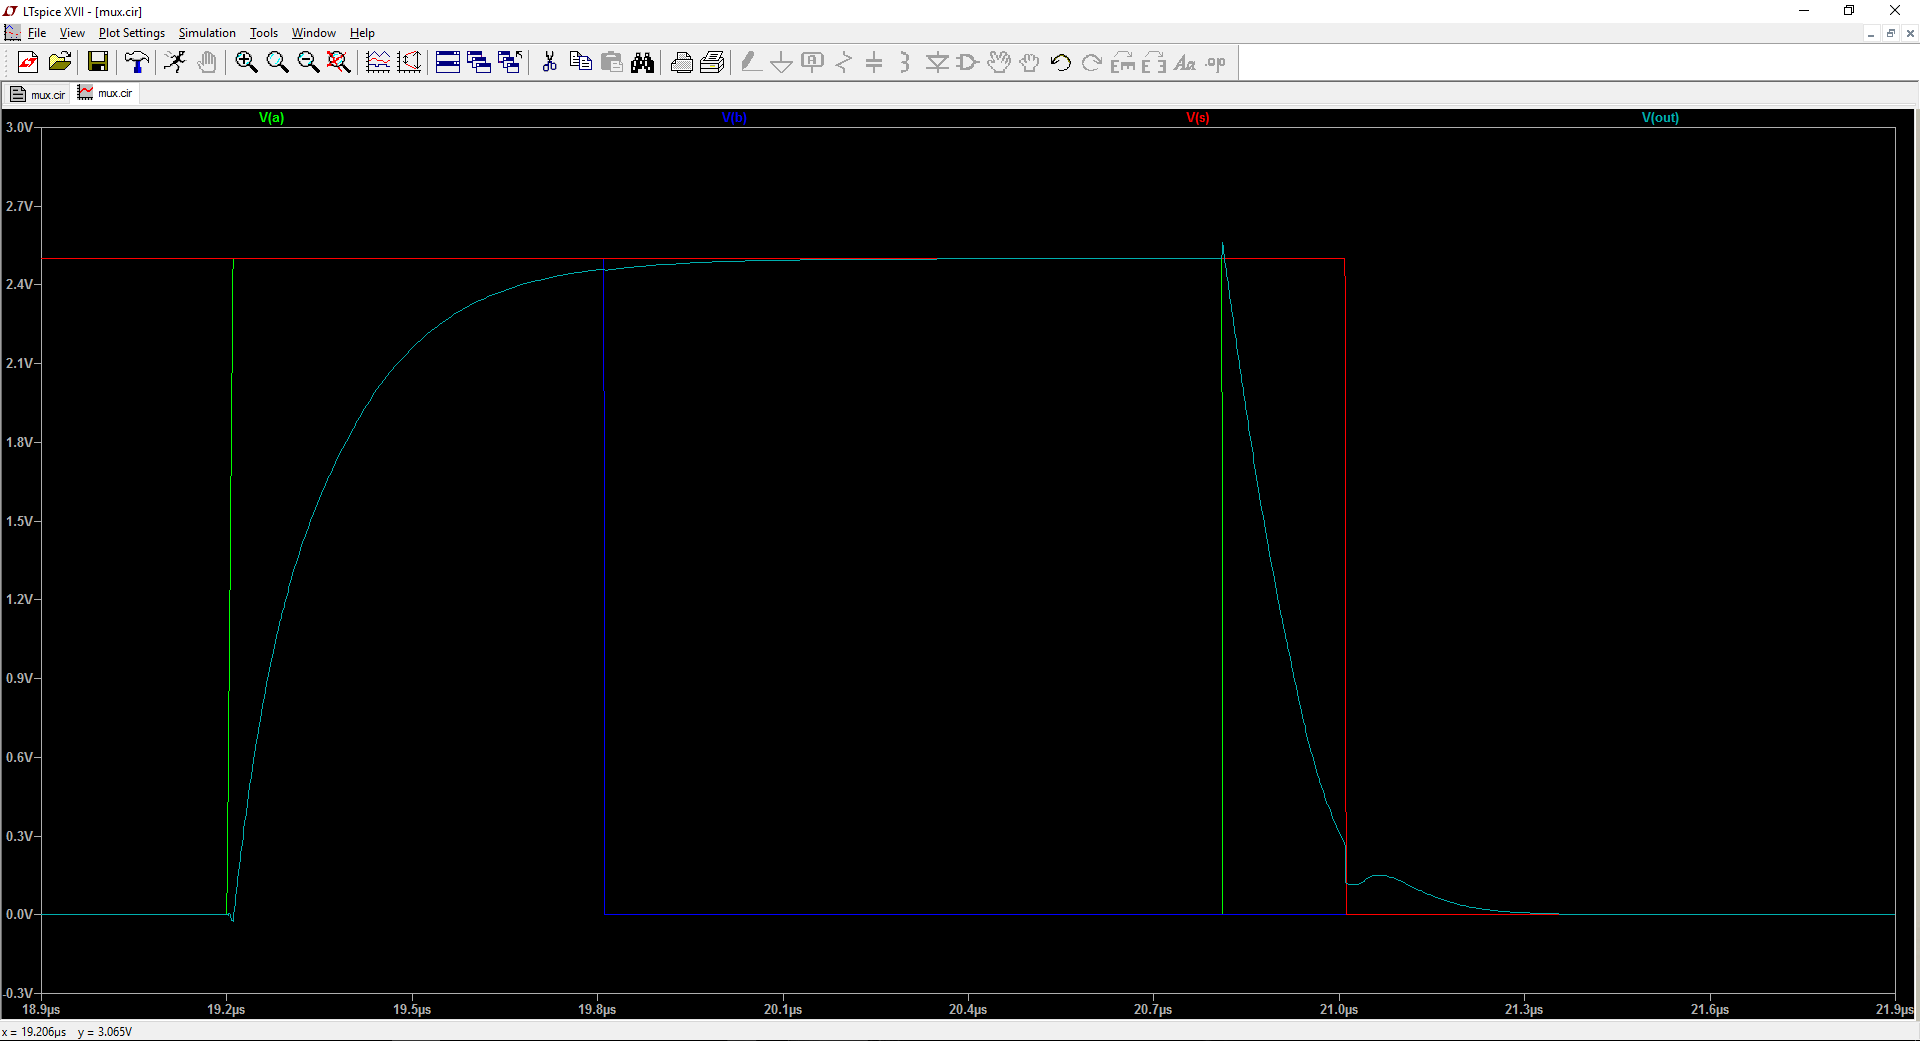 LTspice XVII - [mux.cir]
File View Plot Settings Simulation Tools Window Help
mux.cir mux.cir
V(a) V(b) V(s) V(out)
3.0V
2.7V
2.4V
2.1V
1.8V
1.5V
1.2V
0.9V
0.6V
0.3V
0.0V
-0.3V
18.9µs 19.2µs 19.5µs 19.8µs 20.1µs 20.4µs 20.7µs 21.0µs 21.3µs 21.6µs 21.9µs
x = 19.206µs y = 3.065V